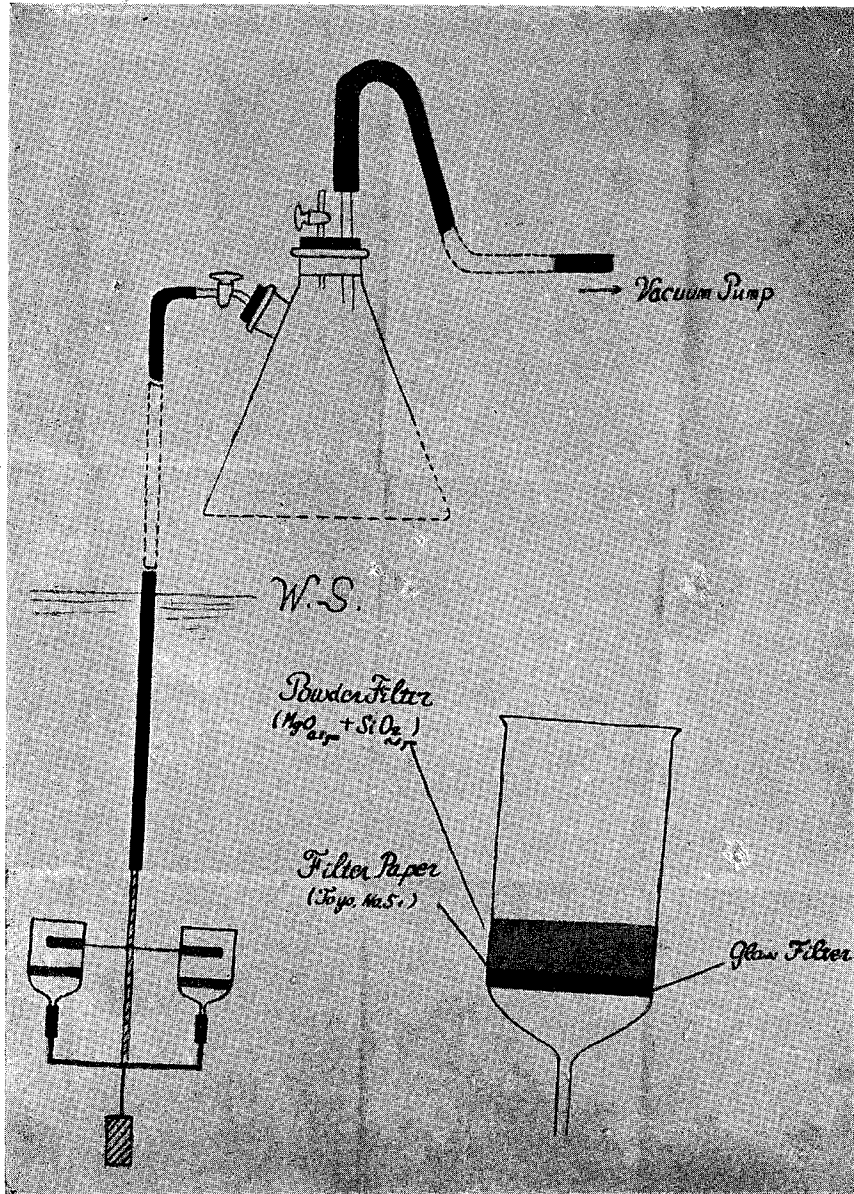 → Vacuum Pump
W.S.
Powder Filter
(MgO + SiO2)
Filter Paper
(Toyo, No.5.)
Glass Filter